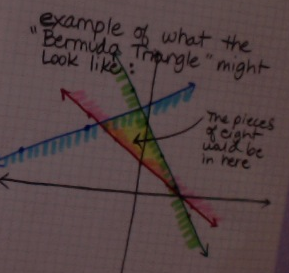 example of what the
"Bermuda Triangle" might
Look like:
The pieces
of eight
would be
in here